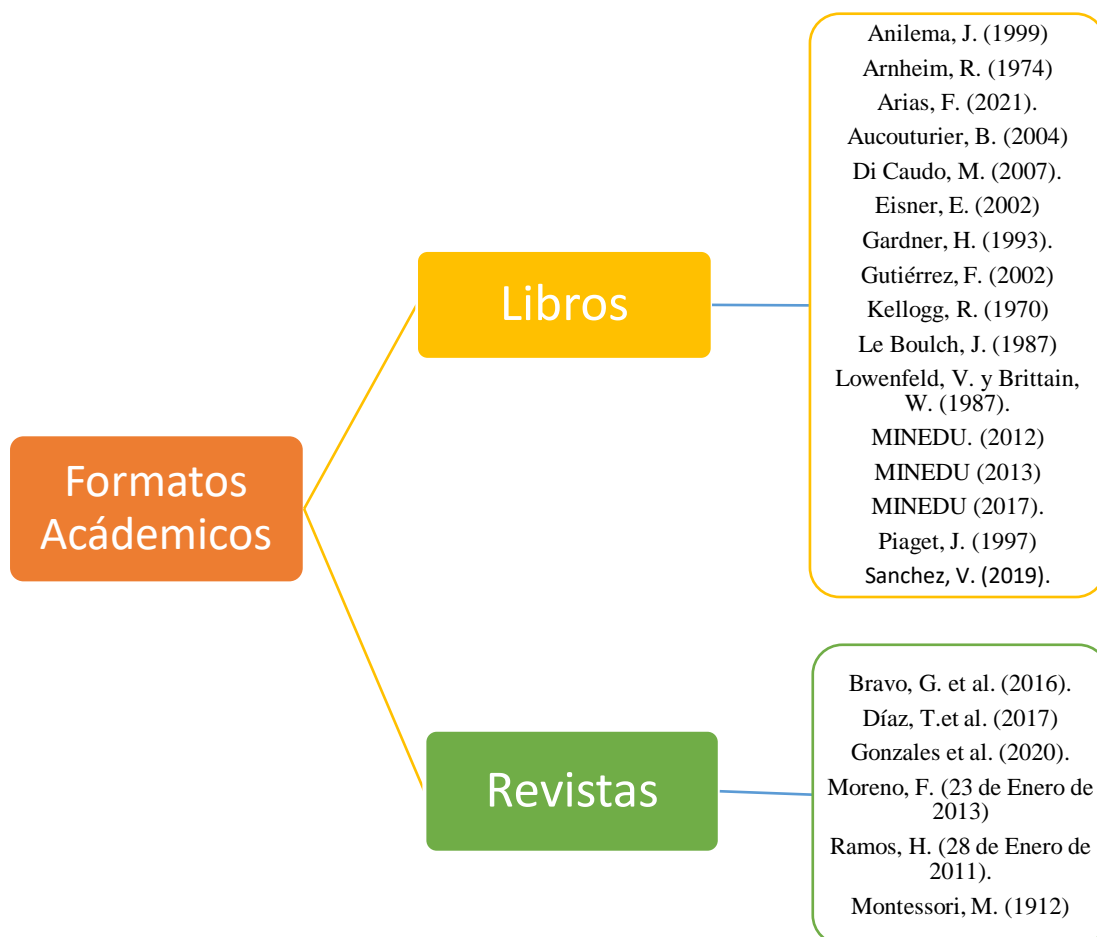 Formatos
Acádemicos
Libros
Anilema, J. (1999)
Arnheim, R. (1974)
Arias, F. (2021).
Aucouturier, B. (2004)
Di Caudo, M. (2007).
Eisner, E. (2002)
Gardner, H. (1993).
Gutiérrez, F. (2002)
Kellogg, R. (1970)
Le Boulch, J. (1987)
Lowenfeld, V. y Brittain,
W. (1987).
MINEDU. (2012)
MINEDU (2013)
MINEDU (2017).
Piaget, J. (1997)
Sanchez, V. (2019).
Revistas
Bravo, G. et al. (2016).
Díaz, T.et al. (2017)
Gonzales et al. (2020).
Moreno, F. (23 de Enero de
2013)
Ramos, H. (28 de Enero de
2011).
Montessori, M. (1912)